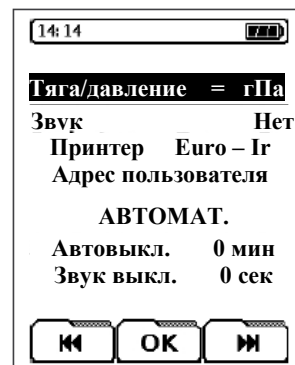 14:14
Тяга/давление = гПа
Звук Нет
Принтер Euro – Ir
Адрес пользователя
АВТОМАТ.
Автовыкл. 0 мин
Звук выкл. 0 сек
OK